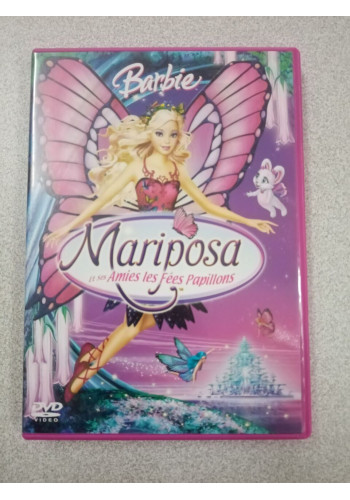 Barbie
Mariposa
et ses Amies les Fées Papillons
DVD
VIDEO